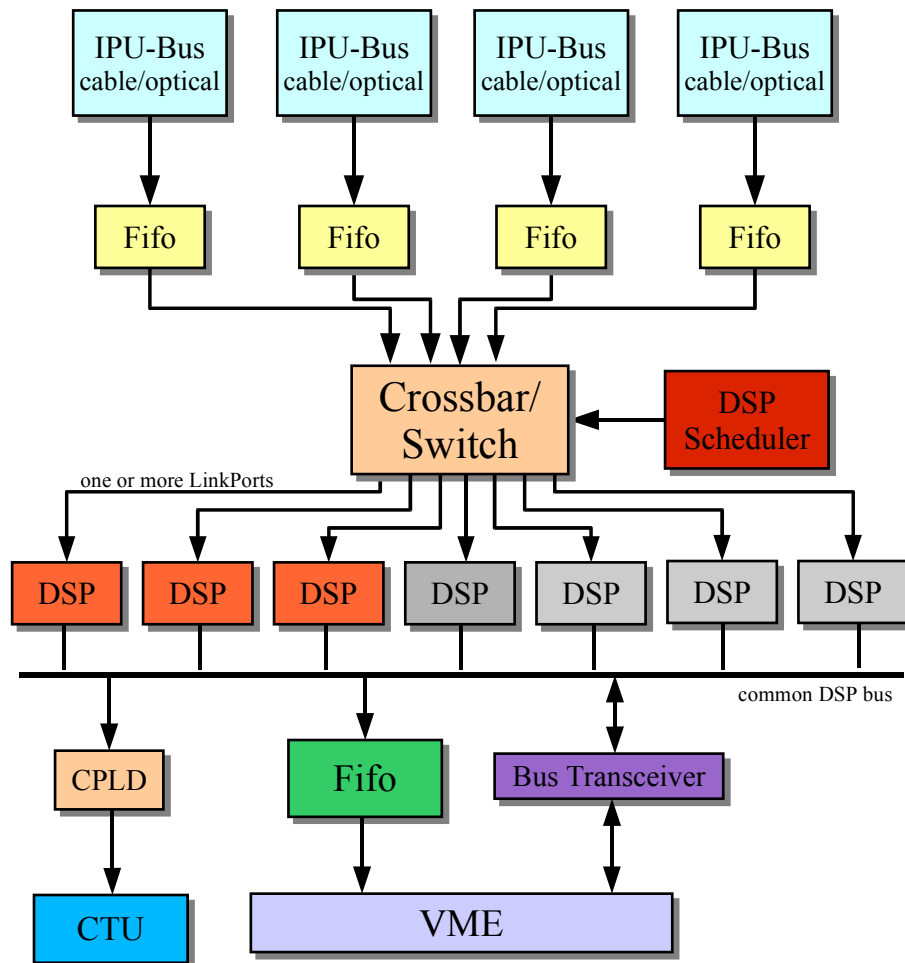 IPU-Bus
cable/optical
IPU-Bus
cable/optical
IPU-Bus
cable/optical
IPU-Bus
cable/optical
Fifo
Fifo
Fifo
Fifo
Crossbar/
Switch
DSP
Scheduler
one or more LinkPorts
DSP
DSP
DSP
DSP
DSP
DSP
DSP
common DSP bus
CPLD
Fifo
Bus Transceiver
CTU
VME